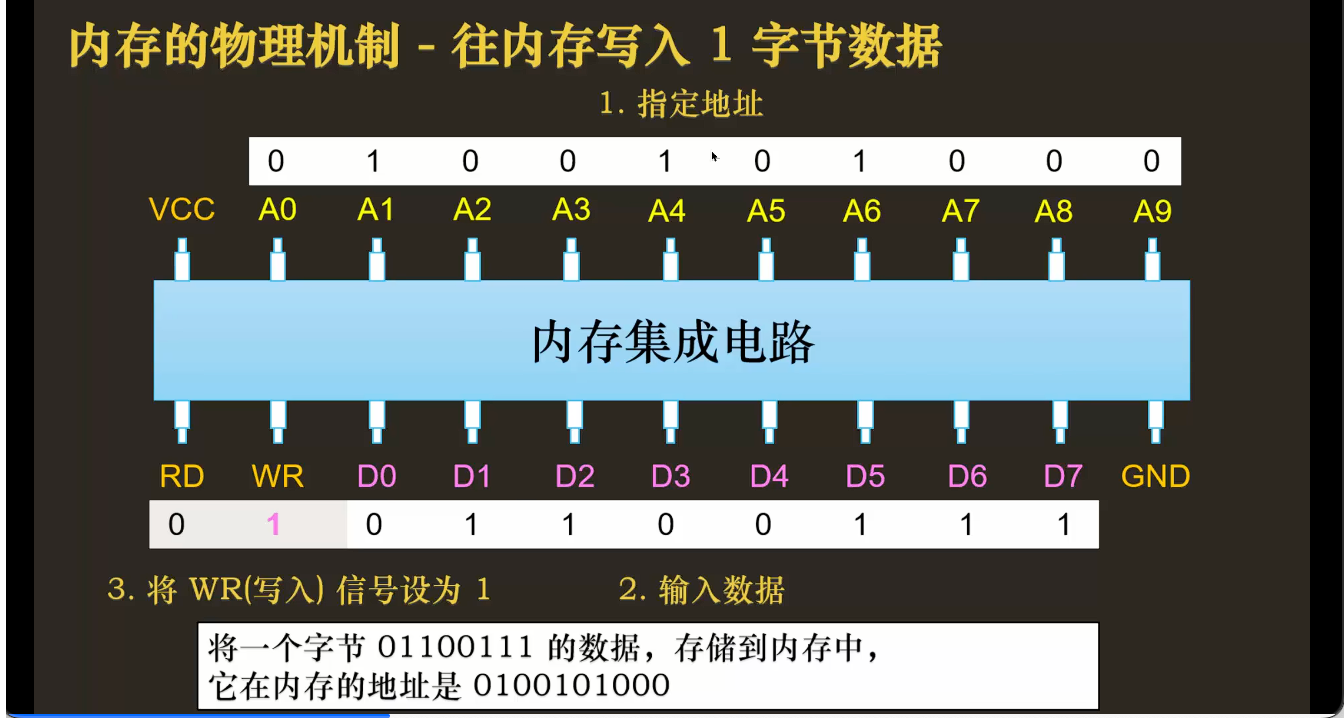 内存的物理机制 - 往内存写入 1 字节数据
1. 指定地址
0 1 0 0 1 0 1 0 0 0
VCC A0 A1 A2 A3 A4 A5 A6 A7 A8 A9
内存集成电路
RD WR D0 D1 D2 D3 D4 D5 D6 D7 GND
0 1 0 1 1 0 0 1 1 1
3. 将 WR(写入) 信号设为 1 2. 输入数据
将一个字节 01100111 的数据，存储到内存中，
它在内存的地址是 0100101000